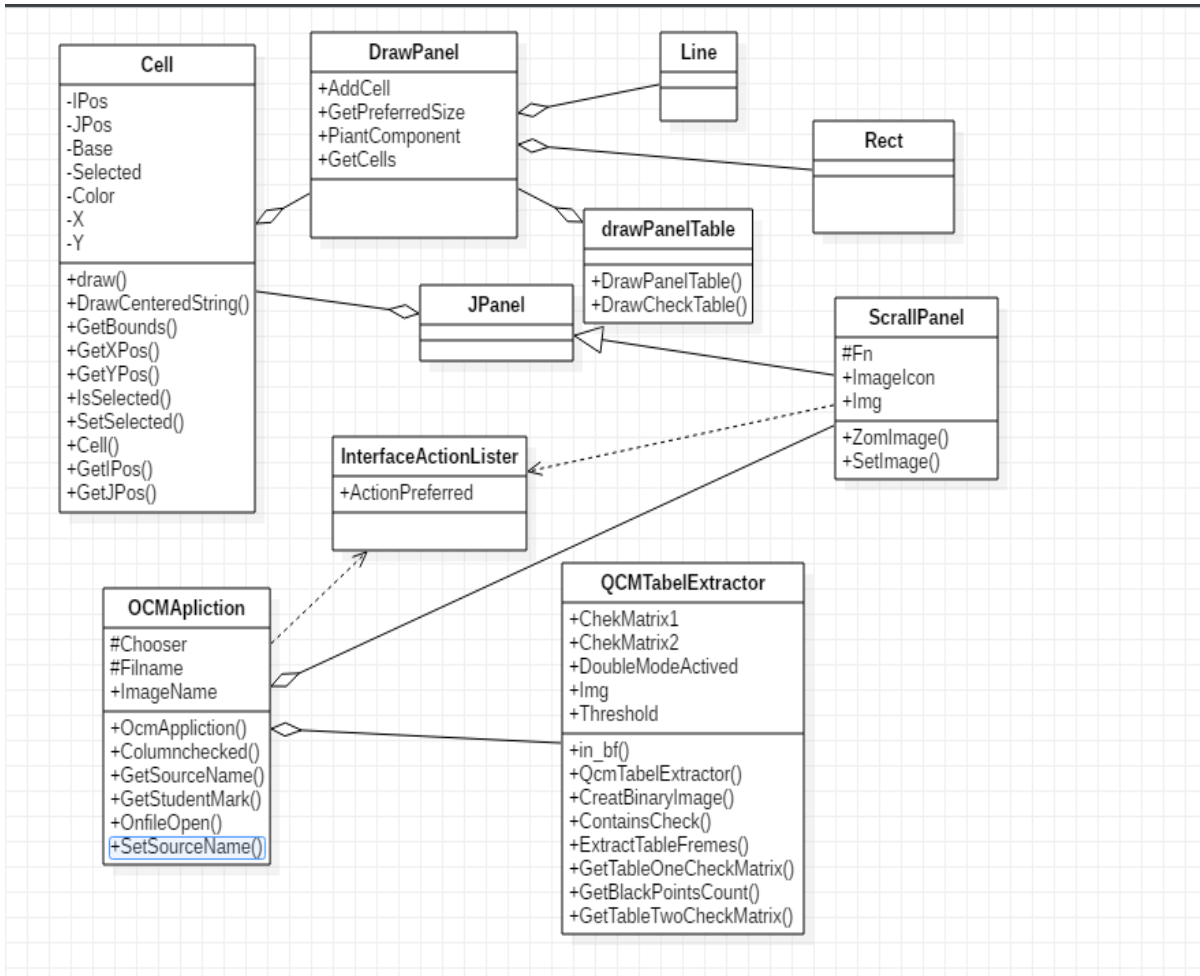 Cell
-IPos
-JPos
-Base
-Selected
-Color
-X
-Y
+draw()
+DrawCenteredString()
+GetBounds()
+GetXPos()
+GetYPos()
+IsSelected()
+SetSelected()
+Cell()
+GetIPos()
+GetJPos()
DrawPanel
+AddCell
+GetPreferredSize
+PiantComponent
+GetCells
Line
Rect
drawPanelTable
+DrawPanelTable()
+DrawCheckTable()
JPanel
ScrallPanel
#Fn
+ImageIcon
+Img
+ZomImage()
+SetImage()
InterfaceActionLister
+ActionPreferred
OCMApliction
#Chooser
#Filname
+ImageName
+OcmAppliction()
+Columnchecked()
+GetSourceName()
+GetStudentMark()
+OnfileOpen()
+SetSourceName()
QCMTabelExtractor
+ChekMatrix1
+ChekMatrix2
+DoubleModeActived
+Img
+Threshold
+in_bf()
+QcmTabelExtractor()
+CreatBinaryImage()
+ContainsCheck()
+ExtractTableFremes()
+GetTableOneCheckMatrix()
+GetBlackPointsCount()
+GetTableTwoCheckMatrix()